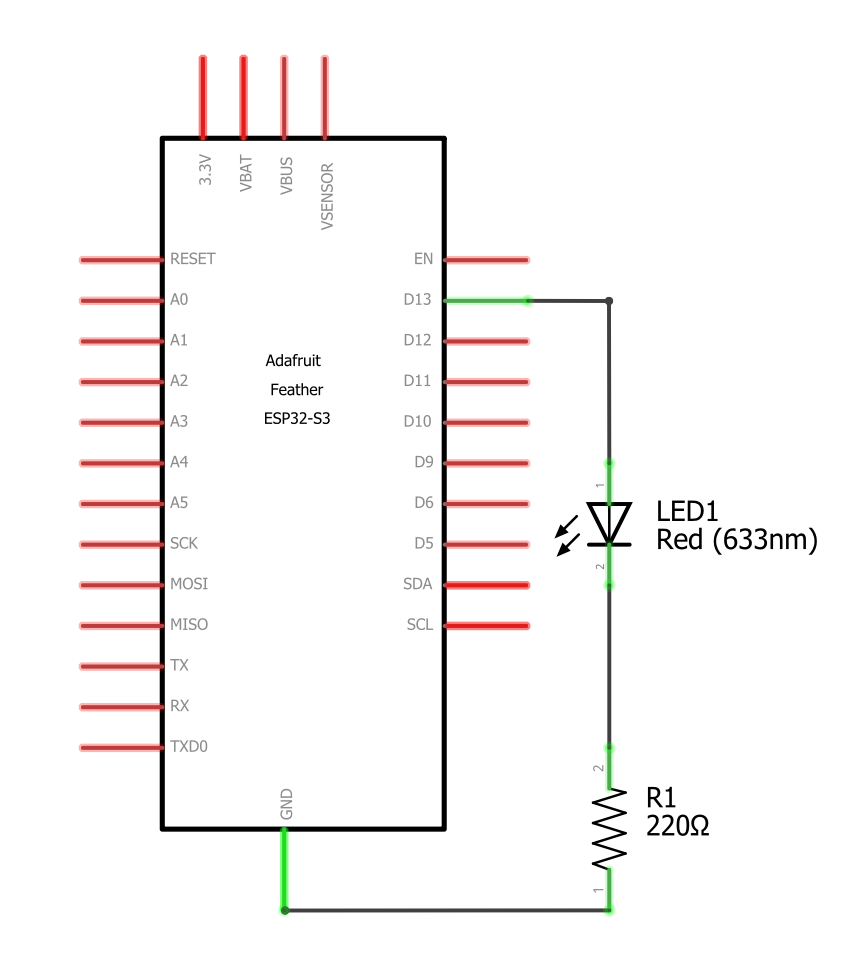 3.3V
VBAT
VBUS
VSENSOR
RESET
EN
A0
D13
A1
D12
Adafruit
A2
D11
Feather
A3
D10
ESP32-S3
A4
D9
1
A5
D6
LED1
SCK
D5
Red (633nm)
2
MOSI
SDA
MISO
SCL
TX
RX
TXD0
2
GND
R1
220Ω
1